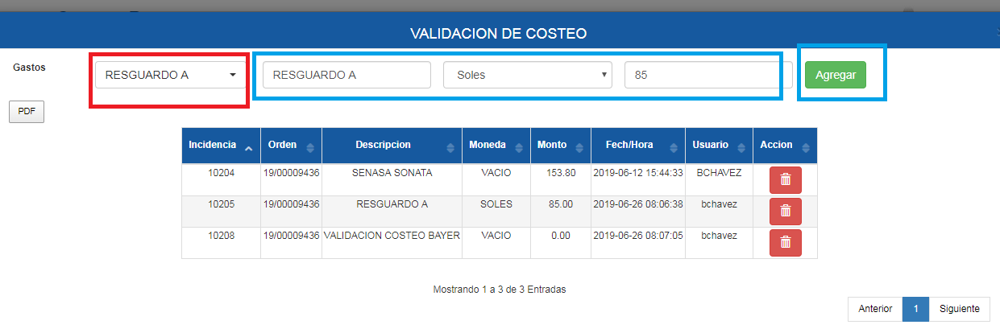 VALIDACION DE COSTEO
Gastos RESGUARDO A RESGUARDO A Soles 85 Agregar
PDF
Incidencia Orden Descripcion Moneda Monto Fech/Hora Usuario Accion
10204 19/00009436 SENASA SONATA VACIO 153.80 2019-06-12 15:44:33 BCHAVEZ
10205 19/00009436 RESGUARDO A SOLES 85.00 2019-06-26 08:06:38 bchavez
10208 19/00009436 VALIDACION COSTEO BAYER VACIO 0.00 2019-06-26 08:07:05 bchavez
Mostrando 1 a 3 de 3 Entradas
Anterior 1 Siguiente